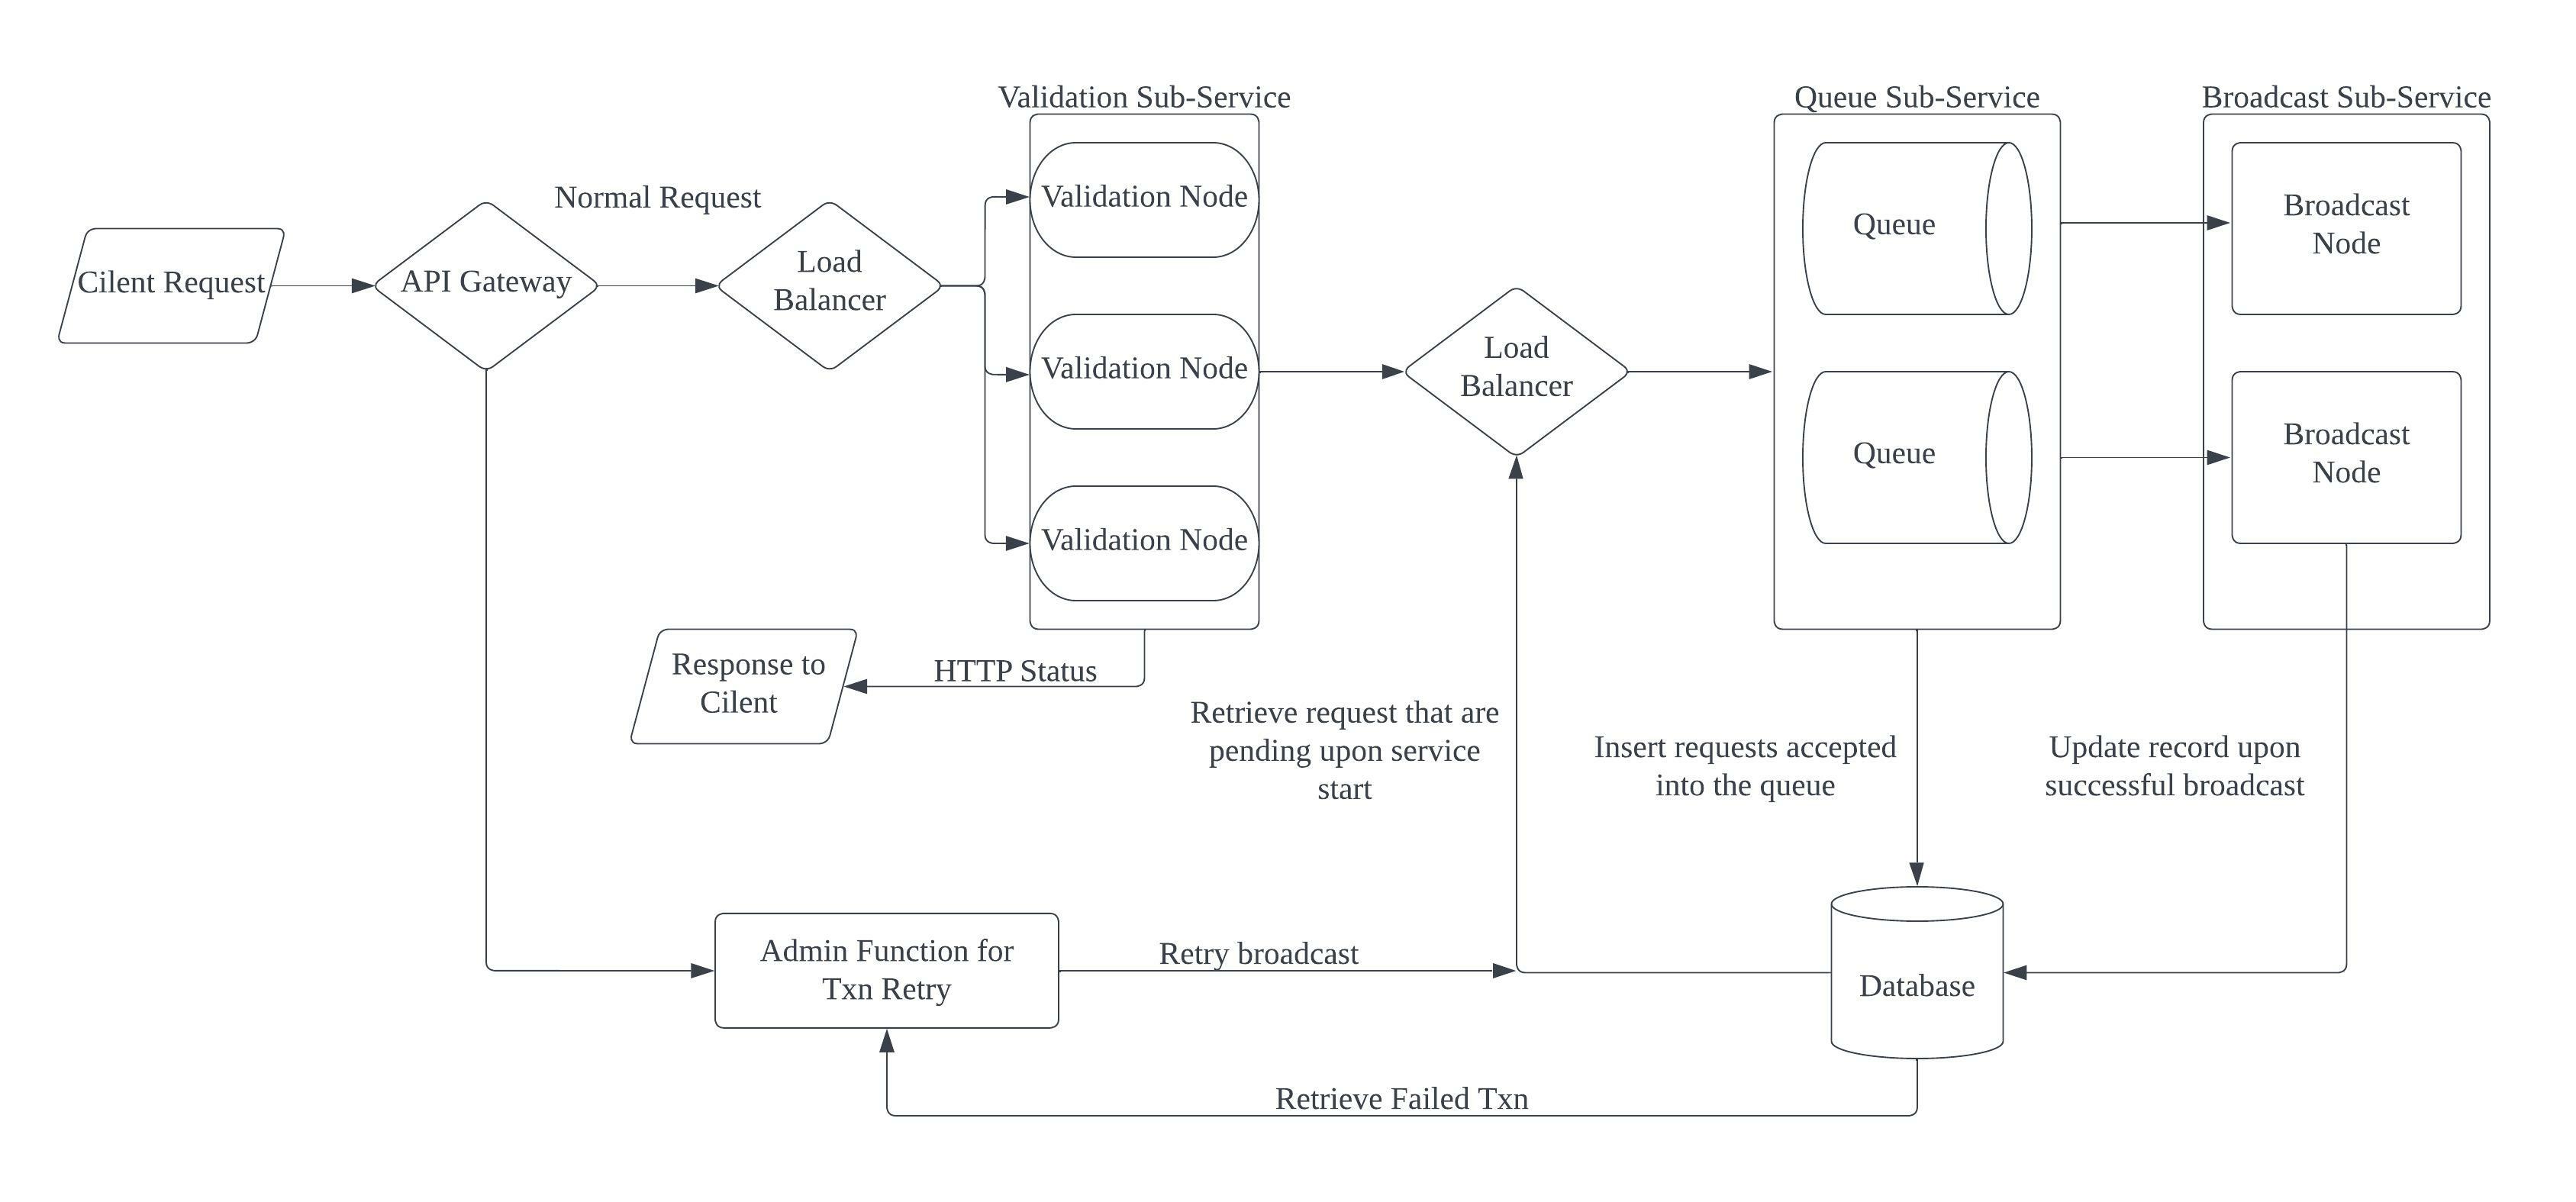 Validation Sub-Service
Queue Sub-Service
Broadcast Sub-Service
Cilent Request
API Gateway
Normal Request
Load
Balancer
Validation Node
Validation Node
Validation Node
Load
Balancer
Queue
Queue
Broadcast
Node
Broadcast
Node
Response to
Cilent
HTTP Status
Retrieve request that are
pending upon service
start
Insert requests accepted
into the queue
Update record upon
successful broadcast
Admin Function for
Txn Retry
Retry broadcast
Database
Retrieve Failed Txn